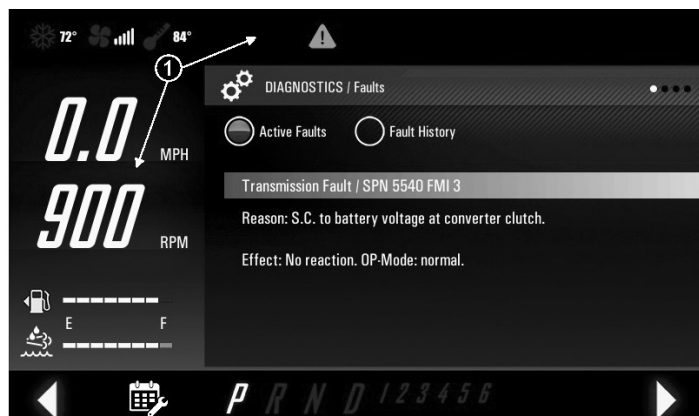 72° 84°
1
DIAGNOSTICS / Faults
Active Faults Fault History
0.0 MPH
Transmission Fault / SPN 5540 FMI 3
Reason: S.C. to battery voltage at converter clutch.
900 RPM
Effect: No reaction. OP-Mode: normal.
E F
P R N D 1 2 3 4 5 6